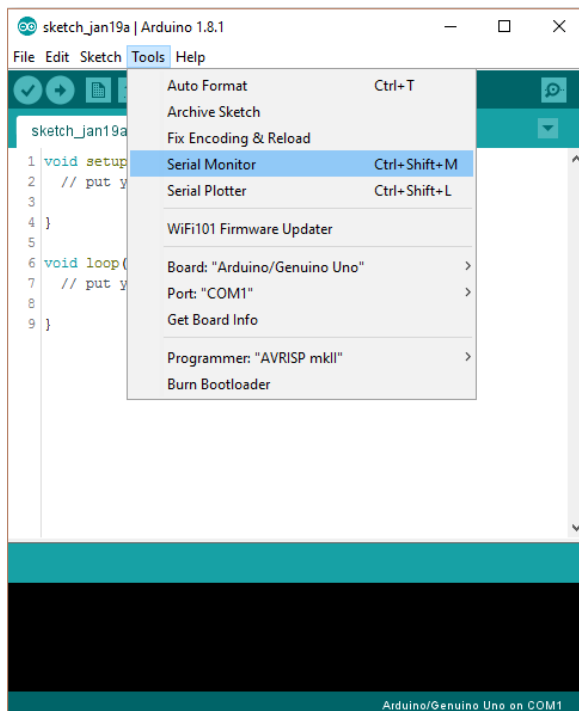 sketch_jan19a | Arduino 1.8.1
File Edit Sketch Tools Help
Auto Format Ctrl+T
Archive Sketch
sketch_jan19a
Fix Encoding & Reload
1 void setup
Serial Monitor Ctrl+Shift+M
2 // put y
Serial Plotter Ctrl+Shift+L
3
4 }
WiFi101 Firmware Updater
5
6 void loop(
Board: "Arduino/Genuino Uno"
7 // put y
Port: "COM1"
8
Get Board Info
9 }
Programmer: "AVRISP mkII"
Burn Bootloader
Arduino/Genuino Uno on COM1